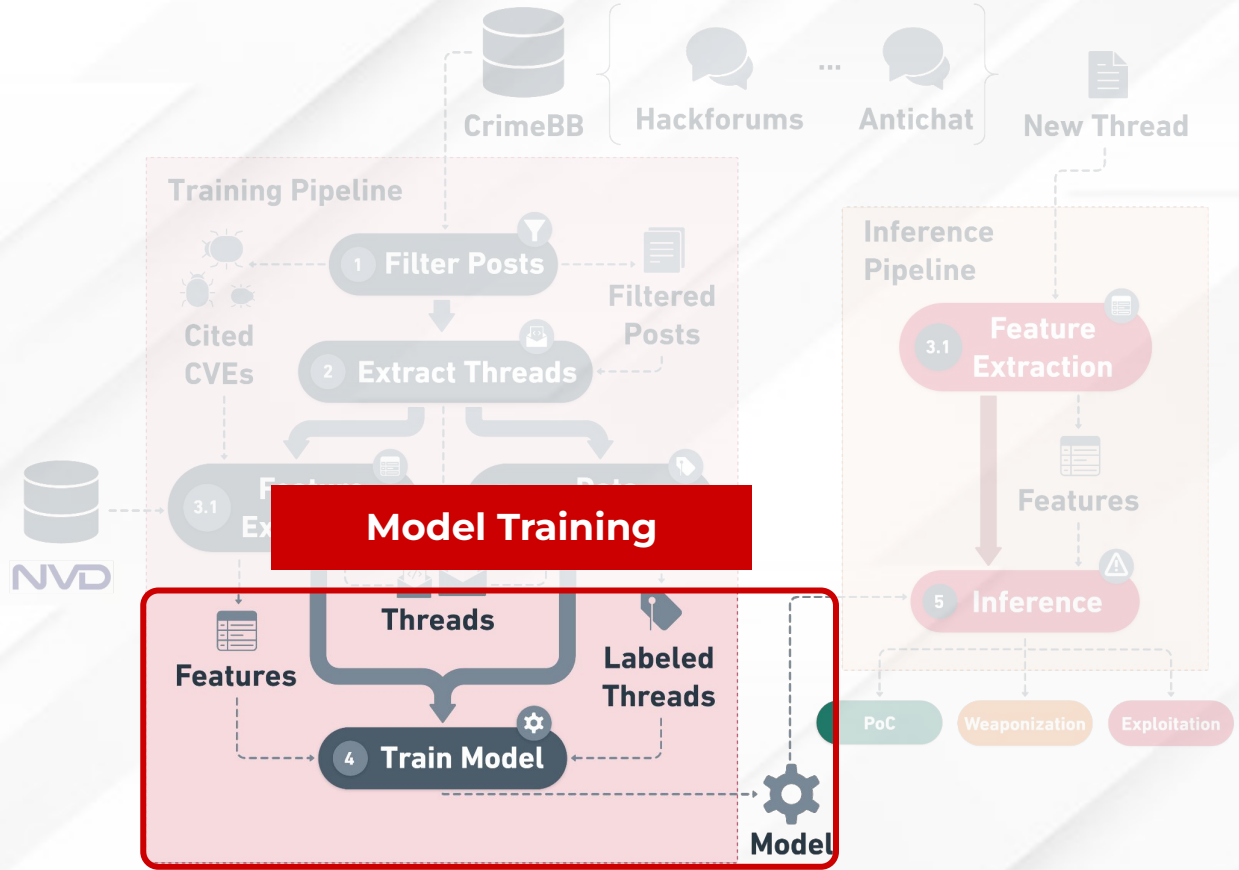 CrimeBB
Hackforums
...
Antichat
New Thread
Training Pipeline
1 Filter Posts
Cited
CVEs
Filtered
Posts
2 Extract Threads
3.1
NVD
Model Training
Features
Threads
Labeled
Threads
4 Train Model
Model
Inference
Pipeline
3.1 Feature
Extraction
Features
5 Inference
PoC
Weaponization
Exploitation